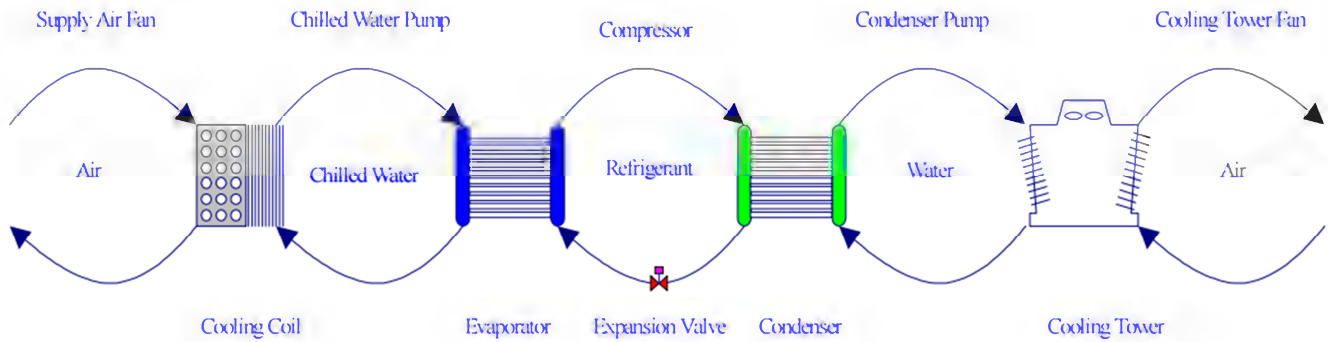 Supply Air Fan
Chilled Water Pump
Compressor
Condenser Pump
Cooling Tower Fan
Air
Chilled Water
Refrigerant
Water
Air
Cooling Coil
Evaporator
Expansion Valve
Condenser
Cooling Tower